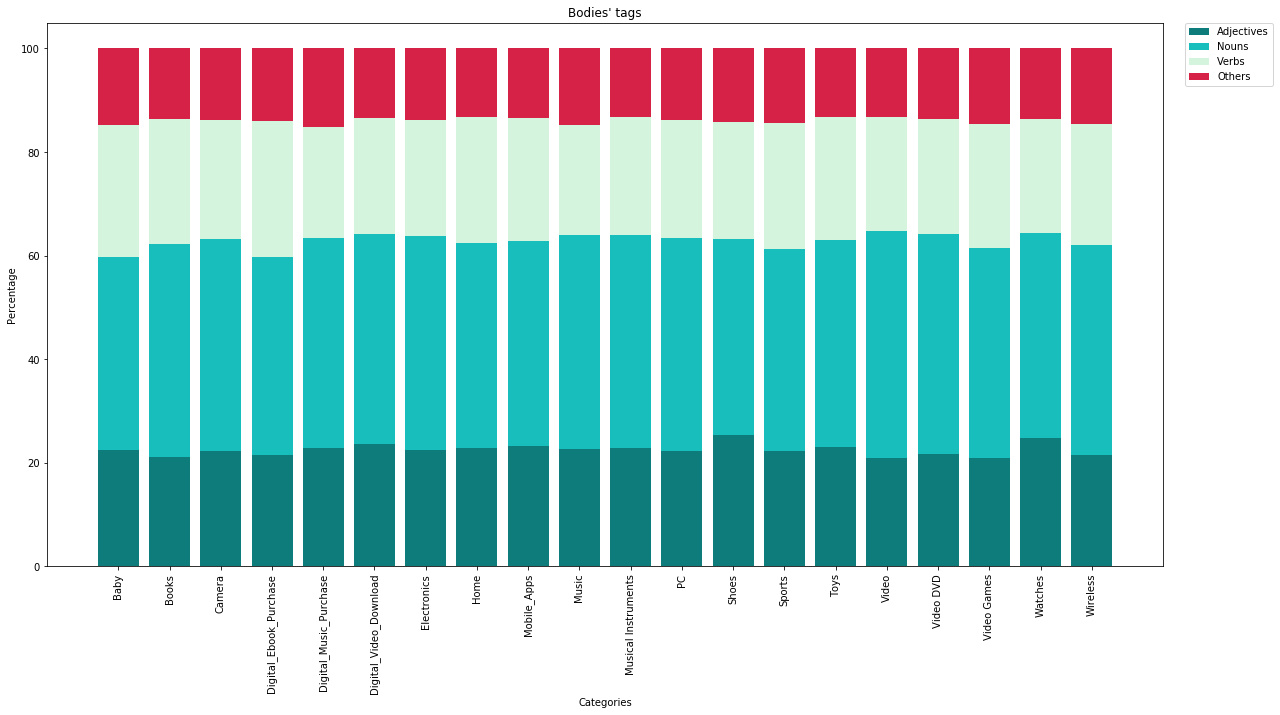 Bodies' tags
Adjectives
Nouns
Verbs
Others
Percentage
100
80
60
40
20
0
Baby
Books
Camera
Digital_Ebook_Purchase
Digital_Music_Purchase
Digital_Video_Download
Electronics
Home
Mobile_Apps
Music
Musical Instruments
PC
Shoes
Sports
Toys
Video
Video DVD
Video Games
Watches
Wireless
Categories